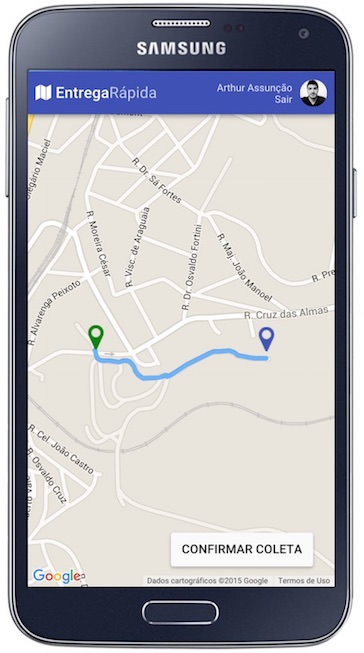 SAMSUNG
EntregaRápida
Arthur Assunção
Sair
R. Dr. Sá Fortes
R. Moreira César
R. Visc. de Araguaia
R. Dr. Osvaldo Fortini
R. Maj. João Manoel
R. Pre
R. Alvarenga Peixoto
R. Cruz das Almas
R. Cel. João Castro
R. Osvaldo Cruz
CONFIRMAR COLETA
Google
Dados cartográficos ©2015 Google
Termos de Uso